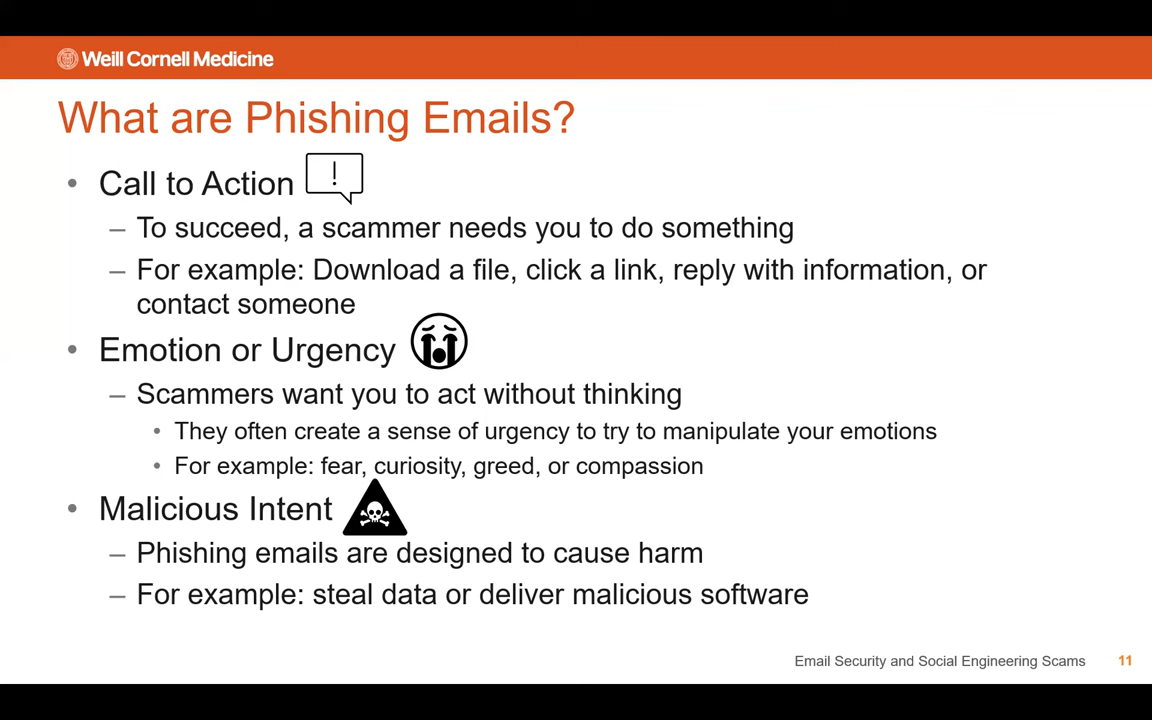 Weill Cornell Medicine
What are Phishing Emails?
• Call to Action
– To succeed, a scammer needs you to do something
– For example: Download a file, click a link, reply with information, or
contact someone
• Emotion or Urgency
– Scammers want you to act without thinking
• They often create a sense of urgency to try to manipulate your emotions
• For example: fear, curiosity, greed, or compassion
• Malicious Intent
– Phishing emails are designed to cause harm
– For example: steal data or deliver malicious software
Email Security and Social Engineering Scams 11